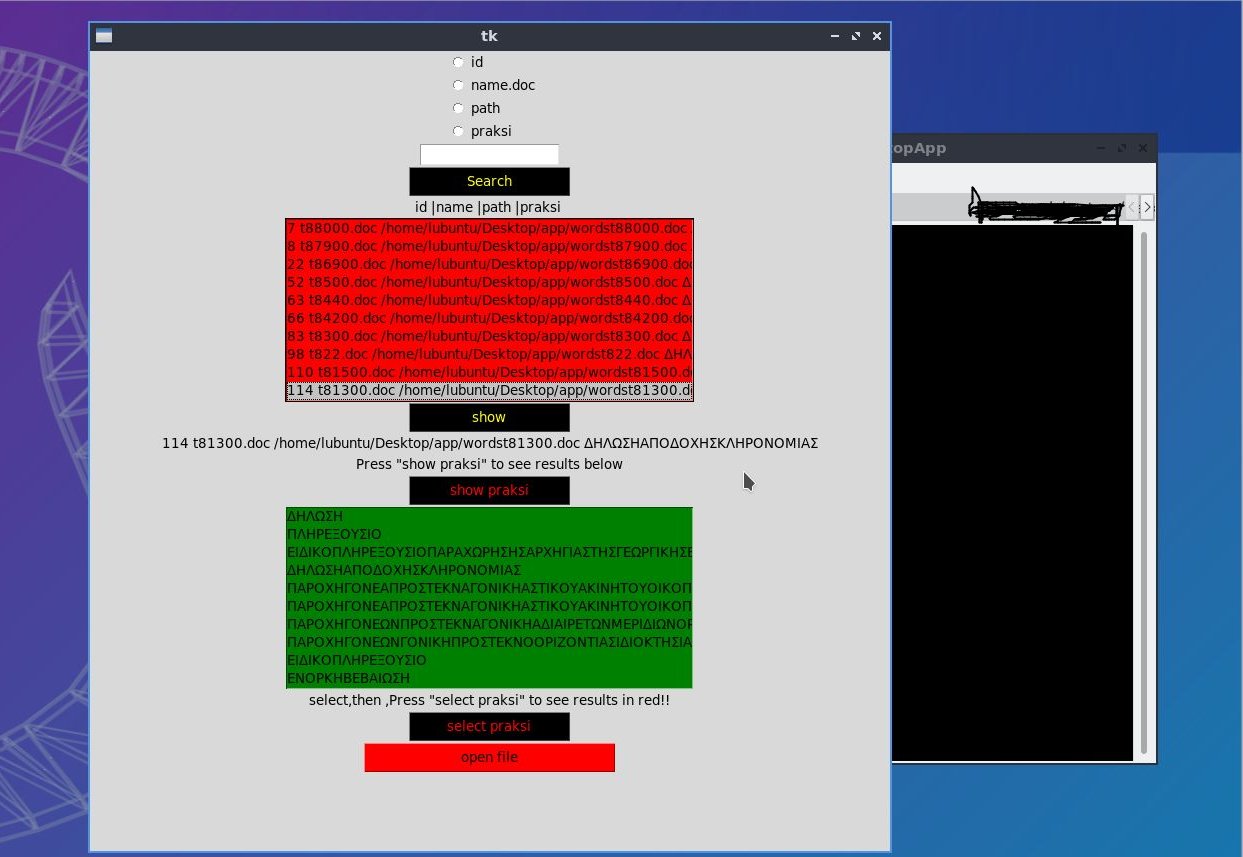 tk
id
name.doc
path
praksi
opApp
Search
id |name |path |praksi
7 t88000.doc /home/lubuntu/Desktop/app/wordst88000.doc
8 t87900.doc /home/lubuntu/Desktop/app/wordst87900.doc
22 t86900.doc /home/lubuntu/Desktop/app/wordst86900.doc
52 t8500.doc /home/lubuntu/Desktop/app/wordst8500.doc Δ
63 t8440.doc /home/lubuntu/Desktop/app/wordst8440.doc Δ
66 t84200.doc /home/lubuntu/Desktop/app/wordst84200.doc
83 t8300.doc /home/lubuntu/Desktop/app/wordst8300.doc Δ
98 t822.doc /home/lubuntu/Desktop/app/wordst822.doc ΔΗΛ
110 t81500.doc /home/lubuntu/Desktop/app/wordst81500.d
114 t81300.doc /home/lubuntu/Desktop/app/wordst81300.d
show
114 t81300.doc /home/lubuntu/Desktop/app/wordst81300.doc ΔΗΛΩΣΗΑΠΟΔΟΧΗΣΚΛΗΡΟΝΟΜΙΑΣ
Press "show praksi" to see results below
show praksi
ΔΗΛΩΣΗ
ΠΛΗΡΕΞΟΥΣΙΟ
ΕΙΔΙΚΟΠΛΗΡΕΞΟΥΣΙΟΠΑΡΑΧΩΡΗΣΗΣΑΡΧΗΓΙΑΣΤΗΣΓΕΩΡΓΙΚΗΣΕ
ΔΗΛΩΣΗΑΠΟΔΟΧΗΣΚΛΗΡΟΝΟΜΙΑΣ
ΠΑΡΟΧΗΓΟΝΕΑΠΡΟΣΤΕΚΝΑΓΟΝΙΚΗΑΣΤΙΚΟΥΑΚΙΝΗΤΟΥΟΙΚΟΠ
ΠΑΡΟΧΗΓΟΝΕΑΠΡΟΣΤΕΚΝΑΓΟΝΙΚΗΑΣΤΙΚΟΥΑΚΙΝΗΤΟΥΟΙΚΟΠ
ΠΑΡΟΧΗΓΟΝΕΩΝΠΡΟΣΤΕΚΝΑΓΟΝΙΚΗΑΔΙΑΙΡΕΤΩΝΜΕΡΙΔΙΩΝΟΡ
ΠΑΡΟΧΗΓΟΝΕΩΝΓΟΝΙΚΗΠΡΟΣΤΕΚΝΟΟΡΙΖΟΝΤΙΑΣΙΔΙΟΚΤΗΣΙΑ
ΕΙΔΙΚΟΠΛΗΡΕΞΟΥΣΙΟ
ΕΝΟΡΚΗΒΕΒΑΙΩΣΗ
select,then ,Press "select praksi" to see results in red!!
select praksi
open file